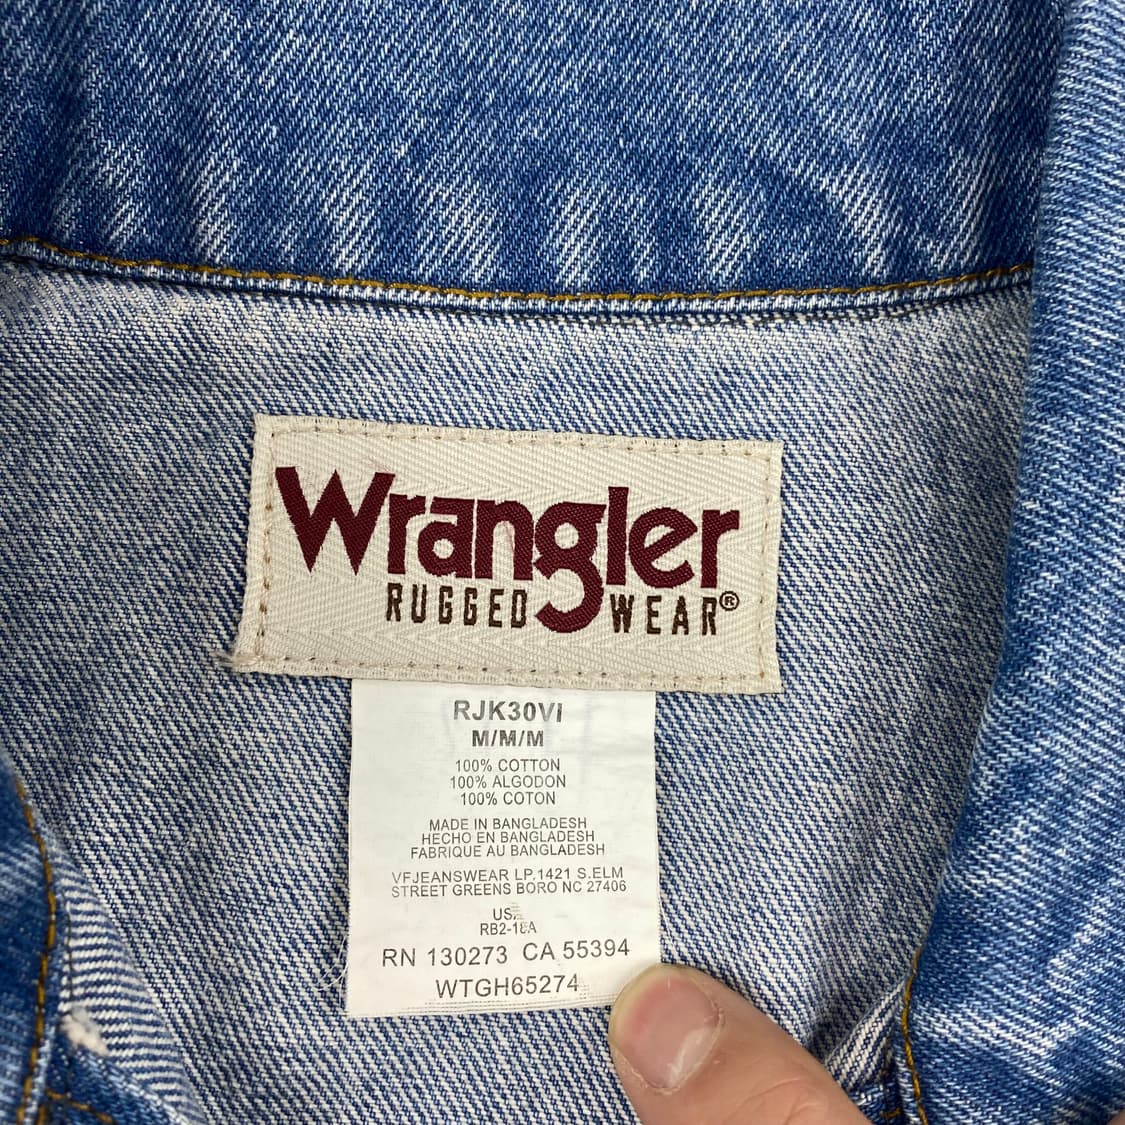 Wrangler
RUGGED WEAR®
RJK30VI
M/M/M
100% COTTON
100% ALGODON
100% COTON
MADE IN BANGLADESH
HECHO EN BANGLADESH
FABRIQUE AU BANGLADESH
VFJEANSWEAR LP.1421 S.ELM
STREET GREENS BORO NC 27406
USA
RB2-18A
RN 130273 CA 55394
WTGH65274